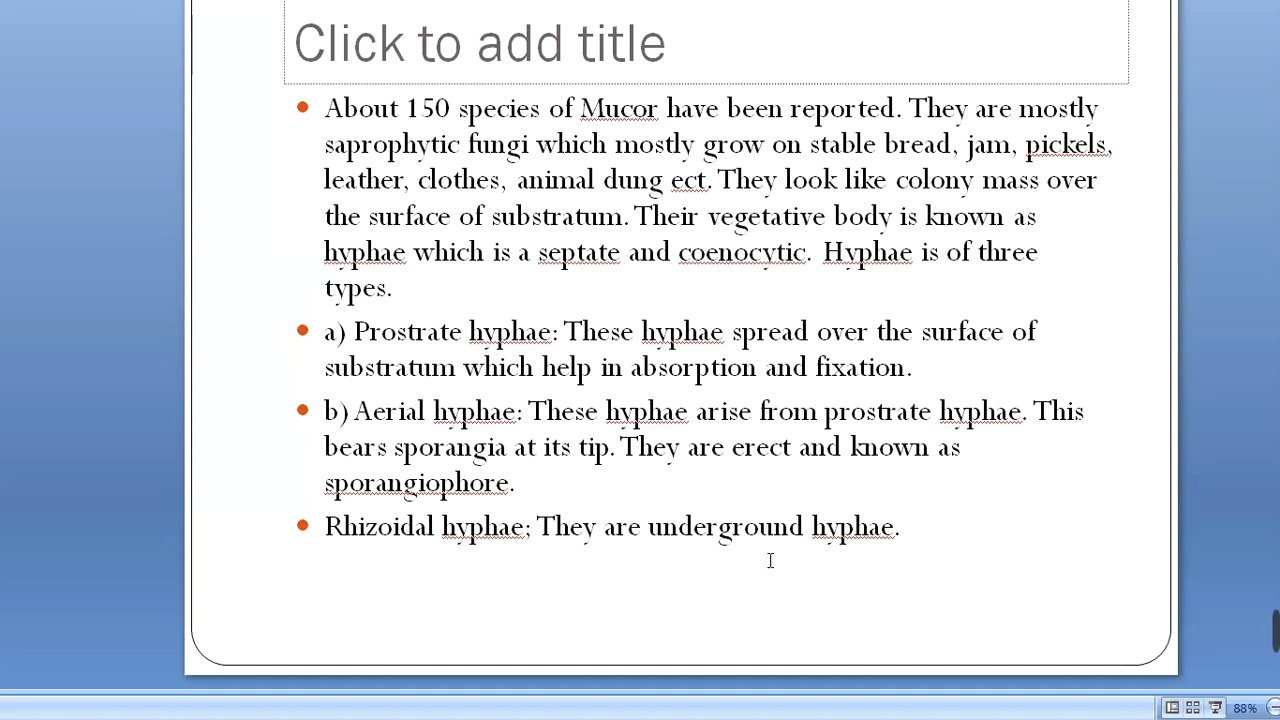 Click to add title
About 150 species of Mucor have been reported. They are mostly
saprophytic fungi which mostly grow on stable bread, jam, pickels,
leather, clothes, animal dung ect. They look like colony mass over
the surface of substratum. Their vegetative body is known as
hyphae which is a septate and coenocytic. Hyphae is of three
types.
a) Prostrate hyphae: These hyphae spread over the surface of
substratum which help in absorption and fixation.
b) Aerial hyphae: These hyphae arise from prostrate hyphae. This
bears sporangia at its tip. They are erect and known as
sporangiophore.
Rhizoidal hyphae; They are underground hyphae.
88%